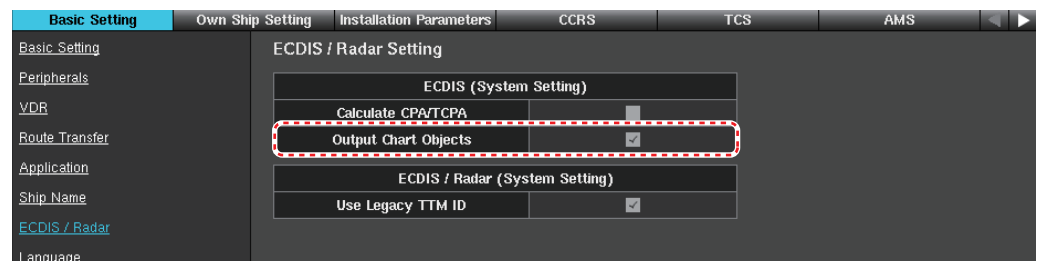 Basic Setting Own Ship Setting Installation Parameters CCRS TCS AMS
Basic Setting
Peripherals
VDR
Route Transfer
Application
Ship Name
ECDIS / Radar
Language
ECDIS / Radar Setting
ECDIS (System Setting)
Calculate CPA/TCPA
Output Chart Objects
ECDIS / Radar (System Setting)
Use Legacy TTM ID